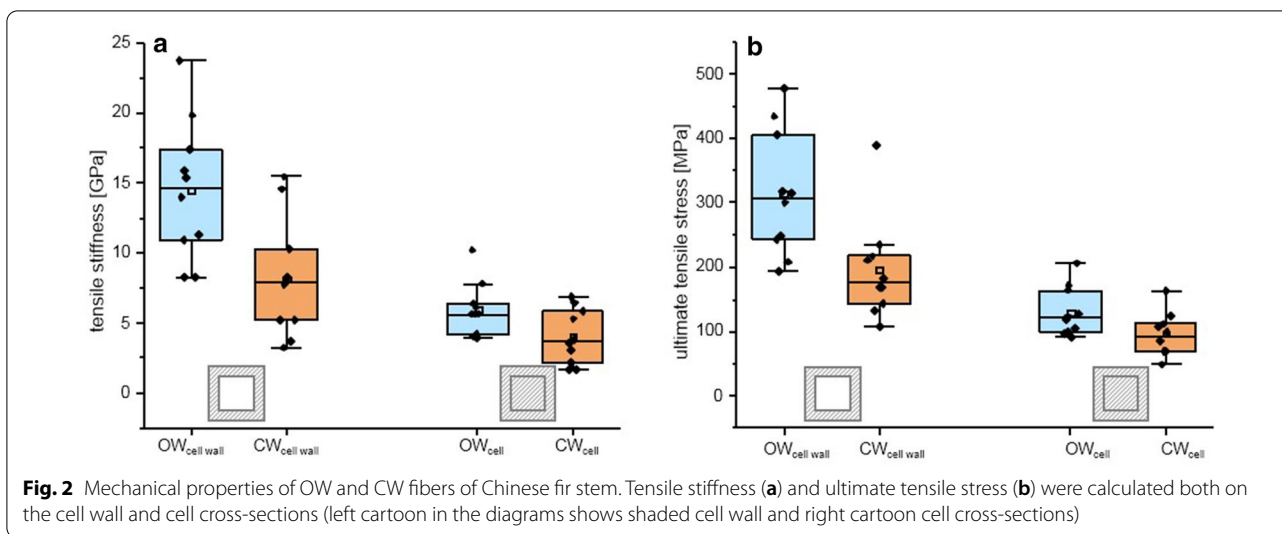 a
25
20
15
10
5
0
tensile stiffness [GPa]
OWcell wall CWcell wall OWcell CWcell
b
500
400
300
200
100
0
ultimate tensile stress [MPa]
OWcell wall CWcell wall OWcell CWcell
Fig. 2 Mechanical properties of OW and CW fibers of Chinese fir stem. Tensile stiffness (a) and ultimate tensile stress (b) were calculated both on
the cell wall and cell cross-sections (left cartoon in the diagrams shows shaded cell wall and right cartoon cell cross-sections)